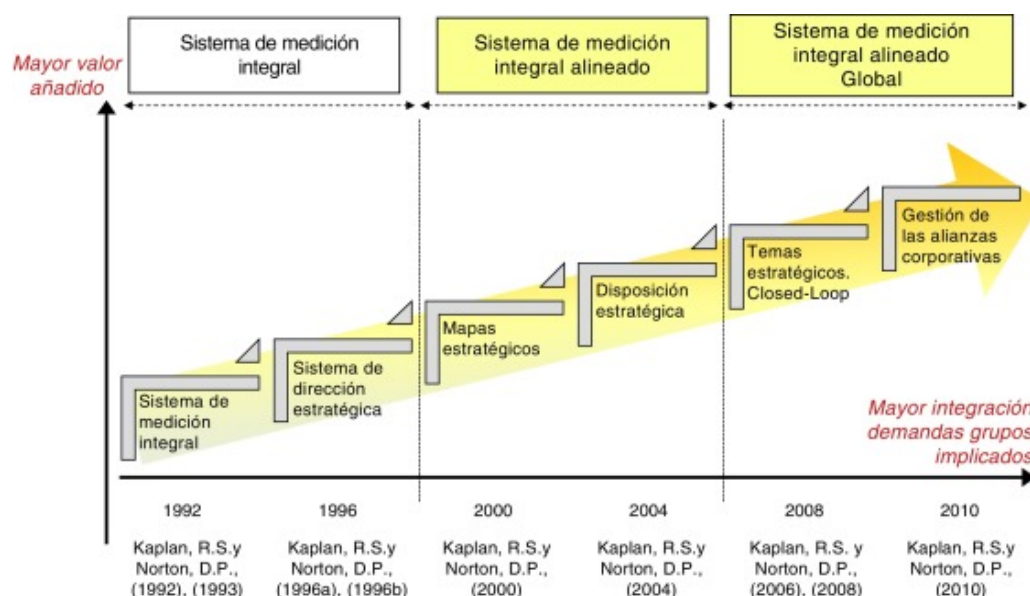 Sistema de medición
integral
Sistema de medición
integral alineado
Sistema de medición
integral alineado
Global
Mayor valor
añadido
Sistema de
medición
integral
Sistema de
dirección
estratégica
Mapas
estratégicos
Disposición
estratégica
Temas
estratégicos.
Closed-Loop
Gestión de
las alianzas
corporativas
Mayor integración
demandas grupos
implicados
1992
1996
2000
2004
2008
2010
Kaplan, R.S.y
Norton, D.P.,
(1992), (1993)
Kaplan, R.S.y
Norton, D.P.,
(1996a), (1996b)
Kaplan, R.S.y
Norton, D.P.,
(2000)
Kaplan, R.S.y
Norton, D.P.,
(2004)
Kaplan, R.S. y
Norton, D.P.,
(2006), (2008)
Kaplan, R.S.y
Norton, D.P.,
(2010)